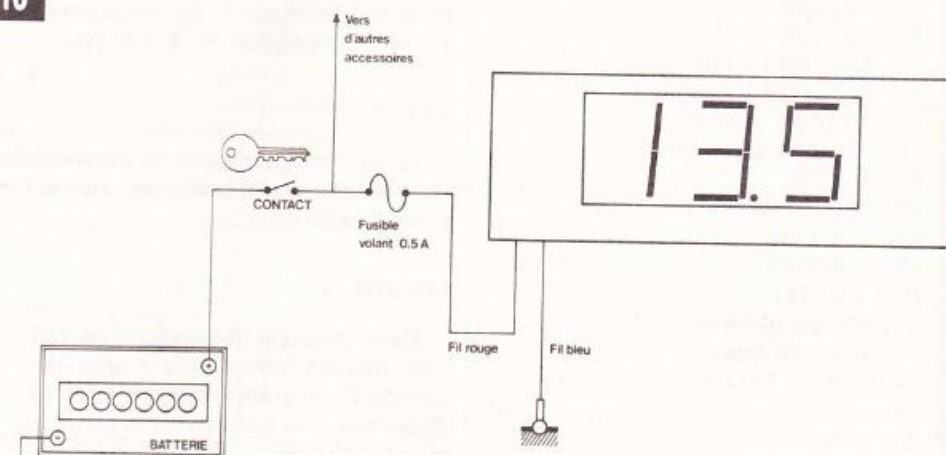 10
Vers
d'autres
accessoires
13.5
CONTACT
Fusible
volant 0.5 A
Fil rouge
Fil bleu
+
BATTERIE
-